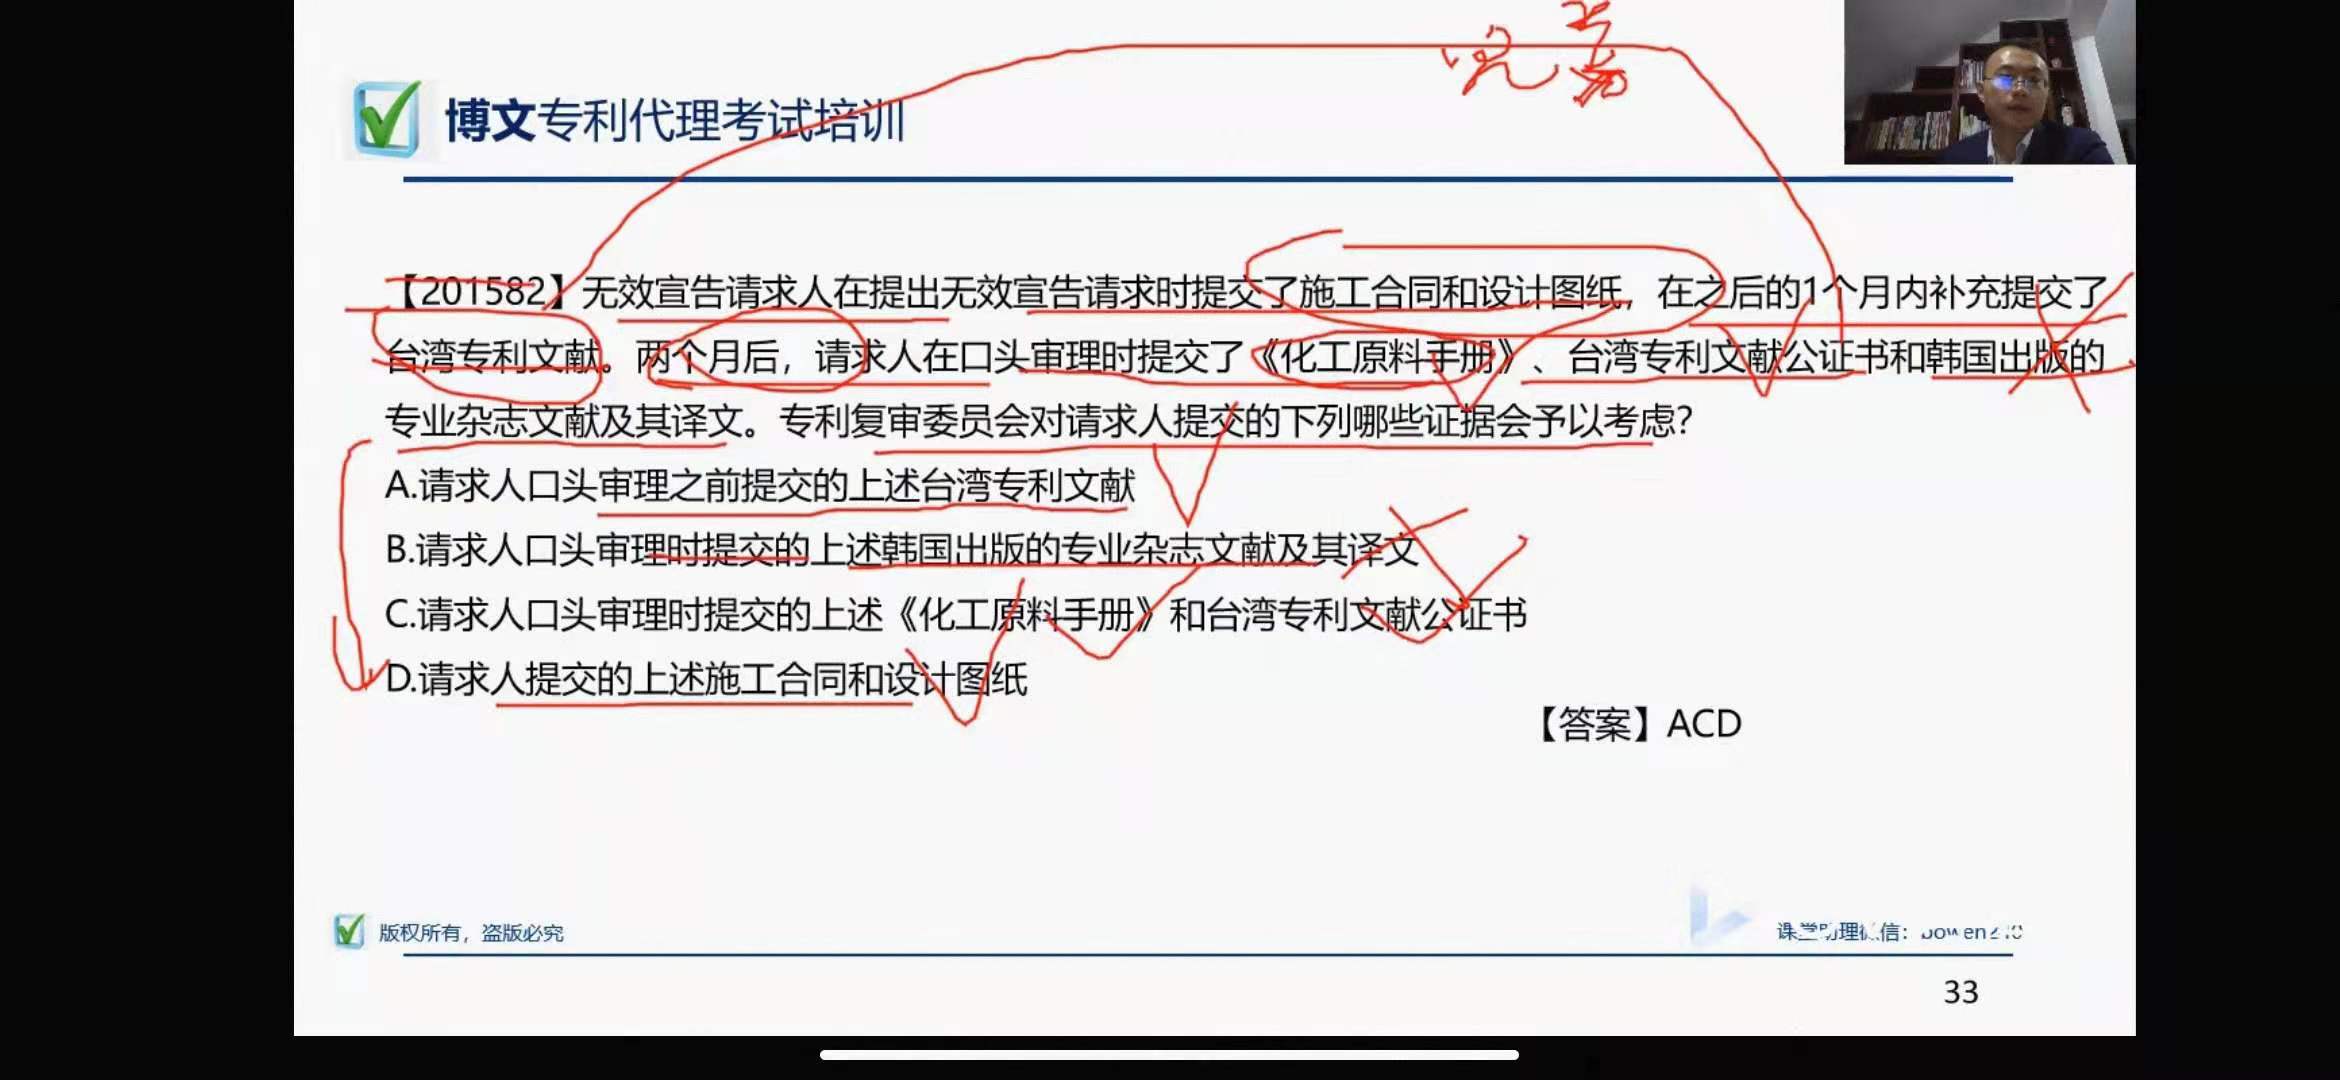 博文专利代理考试培训
【201582】无效宣告请求人在提出无效宣告请求时提交了施工合同和设计图纸，在之后的1个月内补充提交了
台湾专利文献。两个月后，请求人在口头审理时提交了《化工原料手册》、台湾专利文献公证书和韩国出版的
专业杂志文献及其译文。专利复审委员会对请求人提交的下列哪些证据会予以考虑？
A.请求人口头审理之前提交的上述台湾专利文献
B.请求人口头审理时提交的上述韩国出版的专业杂志文献及其译文
C.请求人口头审理时提交的上述《化工原料手册》和台湾专利文献公证书
D.请求人提交的上述施工合同和设计图纸
【答案】ACD
版权所有，盗版必究
课堂助理微信：
33